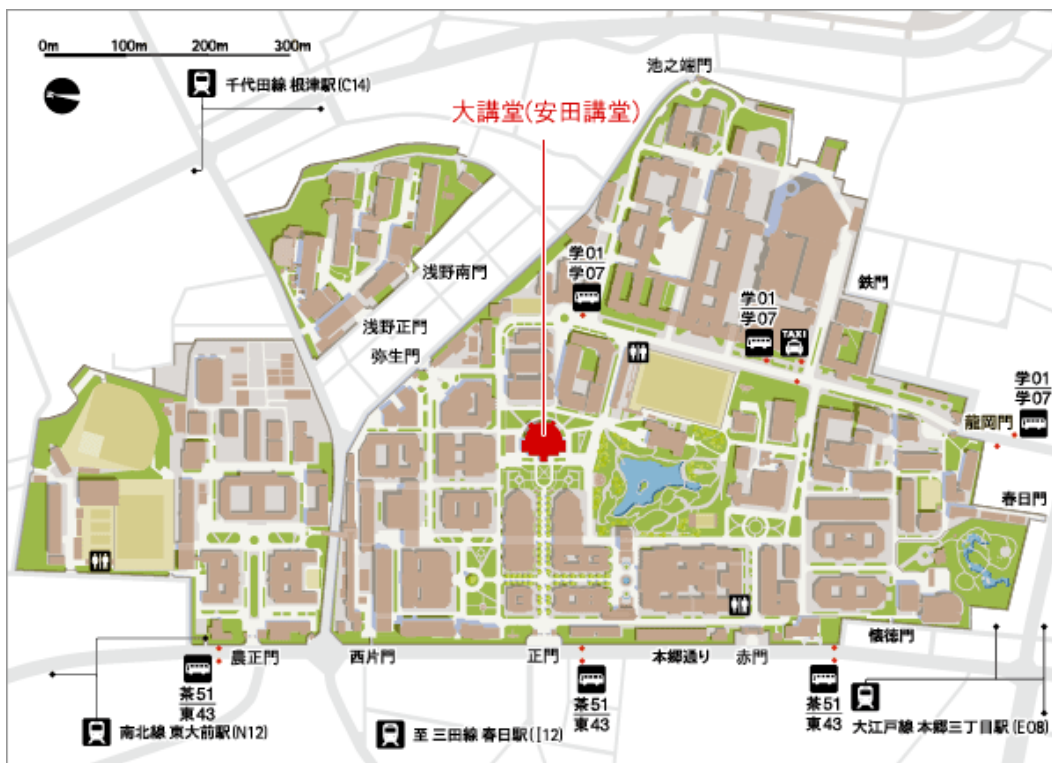 0m 100m 200m 300m
千代田線 根津駅(C14)
池之端門
大講堂(安田講堂)
浅野南門
学01
学07
鉄門
学01
学07
TAXI
浅野正門
弥生門
学01
学07
龍岡門
春日門
懐徳門
農正門
西片門
正門
本郷通り
赤門
茶51
東43
茶51
東43
茶51
東43
南北線 東大前駅(N12)
至 三田線 春日駅(I12)
大江戸線 本郷三丁目駅(E08)